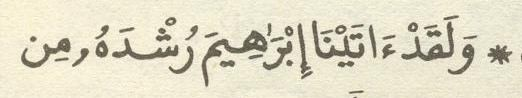 * وَلَقَدْ ءَاتَيْنَا إِبْرَٰهِيمَ رُشْدَهُۥ مِن